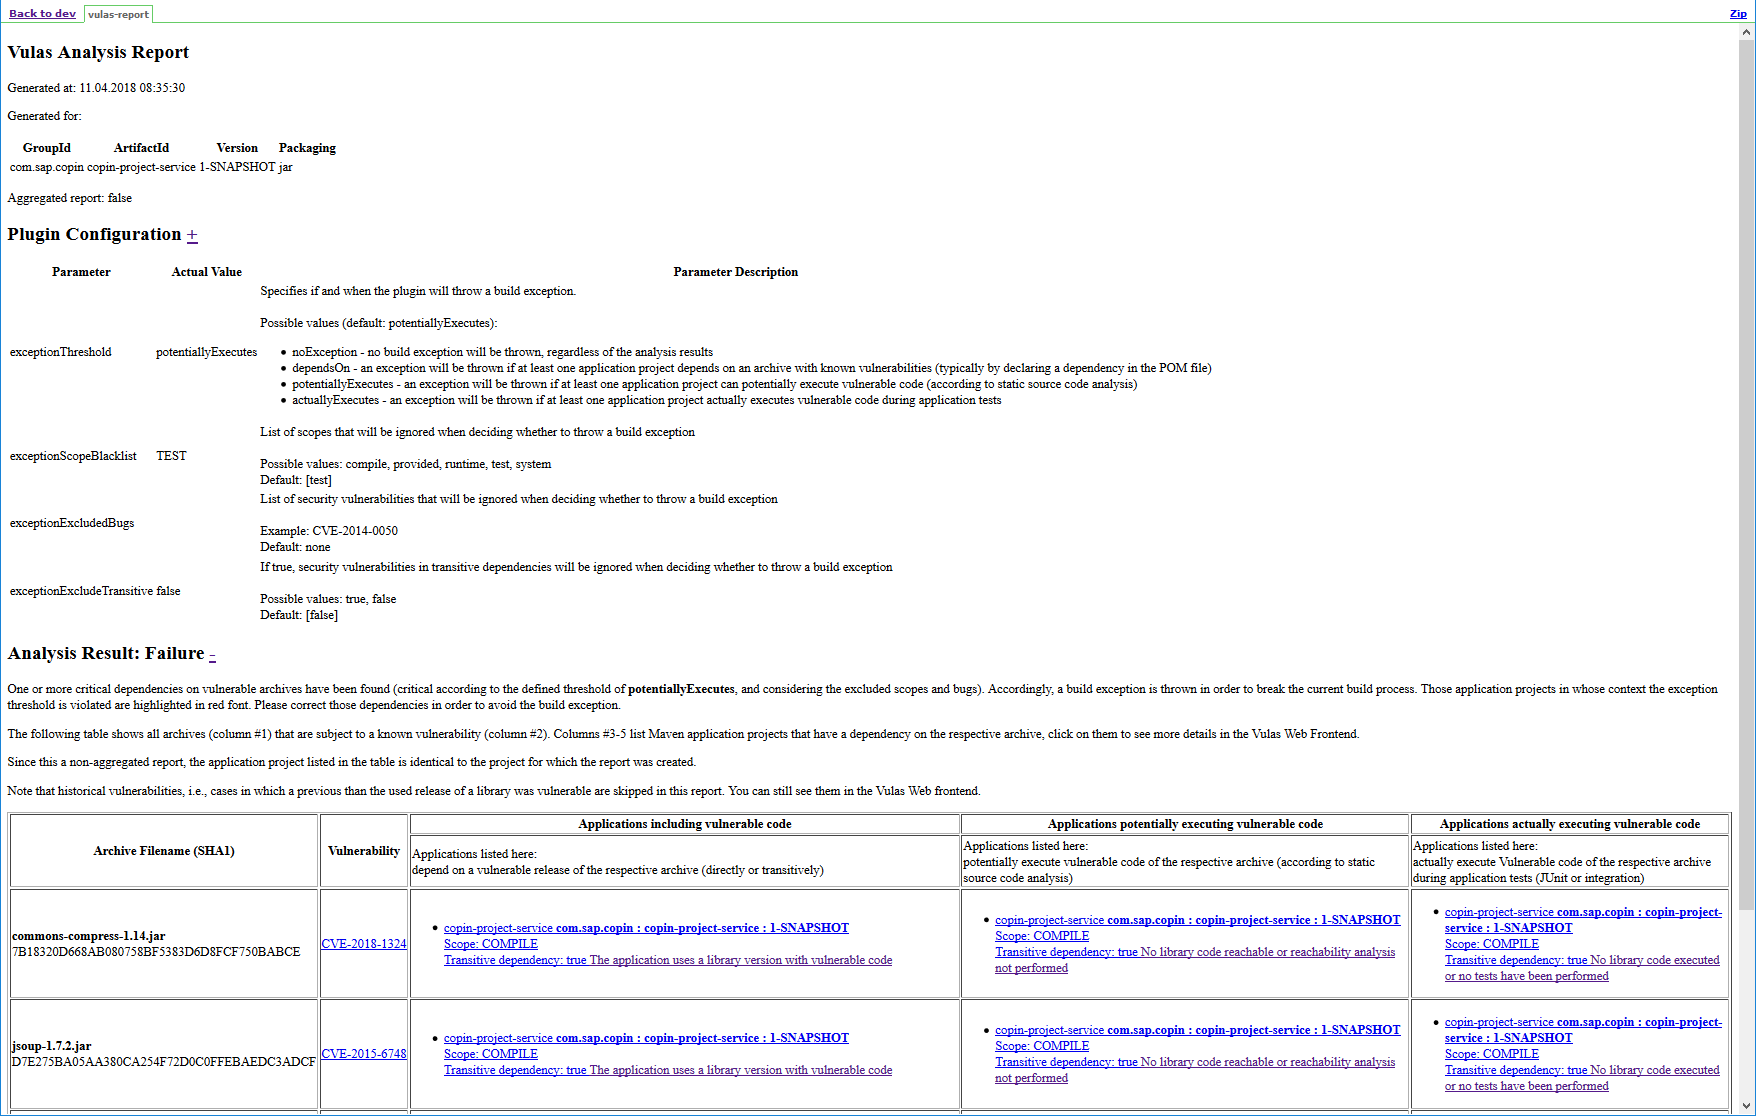 Back to dev
vulas-report
Zip
Vulas Analysis Report
Generated at: 11.04.2018 08:35:30
Generated for:
GroupId ArtifactId Version Packaging
com.sap.copin copin-project-service 1-SNAPSHOT jar
Aggregated report: false
Plugin Configuration +
Parameter Actual Value Parameter Description
Specifies if and when the plugin will throw a build exception.
Possible values (default: potentiallyExecutes):
exceptionThreshold potentiallyExecutes
• noException - no build exception will be thrown, regardless of the analysis results
• dependsOn - an exception will be thrown if at least one application project depends on an archive with known vulnerabilities (typically by declaring a dependency in the POM file)
• potentiallyExecutes - an exception will be thrown if at least one application project can potentially execute vulnerable code (according to static source code analysis)
• actuallyExecutes - an exception will be thrown if at least one application project actually executes vulnerable code during application tests
List of scopes that will be ignored when deciding whether to throw a build exception
exceptionScopeBlacklist TEST
Possible values: compile, provided, runtime, test, system
Default: [test]
List of security vulnerabilities that will be ignored when deciding whether to throw a build exception
exceptionExcludedBugs
Example: CVE-2014-0050
Default: none
If true, security vulnerabilities in transitive dependencies will be ignored when deciding whether to throw a build exception
exceptionExcludeTransitive false
Possible values: true, false
Default: [false]
Analysis Result: Failure -
One or more critical dependencies on vulnerable archives have been found (critical according to the defined threshold of potentiallyExecutes, and considering the excluded scopes and bugs). Accordingly, a build exception is thrown in order to break the current build process. Those application projects in whose context the exception
threshold is violated are highlighted in red font. Please correct those dependencies in order to avoid the build exception.
The following table shows all archives (column #1) that are subject to a known vulnerability (column #2). Columns #3-5 list Maven application projects that have a dependency on the respective archive, click on them to see more details in the Vulas Web Frontend.
Since this a non-aggregated report, the application project listed in the table is identical to the project for which the report was created.
Note that historical vulnerabilities, i.e., cases in which a previous than the used release of a library was vulnerable are skipped in this report. You can still see them in the Vulas Web frontend.
Archive Filename (SHA1)
Vulnerability
Applications including vulnerable code
Applications listed here:
depend on a vulnerable release of the respective archive (directly or transitively)
Applications potentially executing vulnerable code
Applications listed here:
potentially execute vulnerable code of the respective archive (according to static
source code analysis)
Applications actually executing vulnerable code
Applications listed here:
actually execute Vulnerable code of the respective archive
during application tests (JUnit or integration)
commons-compress-1.14.jar
7B18320D668AB080758BF5383D6D8FCF750BABCE
CVE-2018-1324
• copin-project-service com.sap.copin : copin-project-service : 1-SNAPSHOT
Scope: COMPILE
Transitive dependency: true The application uses a library version with vulnerable code
• copin-project-service com.sap.copin : copin-project-service : 1-SNAPSHOT
Scope: COMPILE
Transitive dependency: true No library code reachable or reachability analysis
not performed
• copin-project-service com.sap.copin : copin-project-
service : 1-SNAPSHOT
Scope: COMPILE
Transitive dependency: true No library code executed
or no tests have been performed
jsoup-1.7.2.jar
D7E275BA05AA380CA254F72D0C0FFEBAEDC3ADCF
CVE-2015-6748
• copin-project-service com.sap.copin : copin-project-service : 1-SNAPSHOT
Scope: COMPILE
Transitive dependency: true The application uses a library version with vulnerable code
• copin-project-service com.sap.copin : copin-project-service : 1-SNAPSHOT
Scope: COMPILE
Transitive dependency: true No library code reachable or reachability analysis
not performed
• copin-project-service com.sap.copin : copin-project-
service : 1-SNAPSHOT
Scope: COMPILE
Transitive dependency: true No library code executed
or no tests have been performed